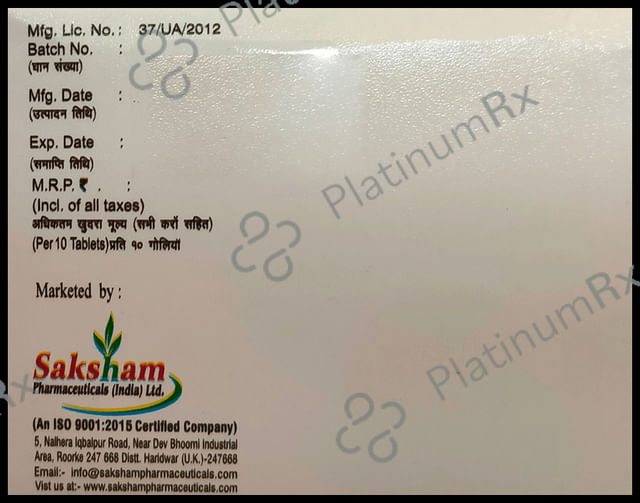 Mfg. Lic. No.: 37/UA/2012
Batch No. :
(घान संख्या)
Mfg. Date :
(उत्पादन तिथि)
Exp. Date :
(समाप्ति तिथि)
M.R.P. ₹ . :
(Incl. of all taxes)
अधिकतम खुदरा मूल्य (सभी करों सहित)
(Per 10 Tablets)प्रति १० गोलियाँ
Marketed by :
Saksham
Pharmaceuticals (India) Ltd.
(An ISO 9001:2015 Certified Company)
5, Nalhera Iqbalpur Road, Near Dev Bhoomi Industrial
Area, Roorke 247 668 Distt. Haridwar (U.K.)-247668
Email:- info@sakshampharmaceuticals.com
Vist us at:- www.sakshampharmaceuticals.com
PlatinumRx
PlatinumRx
PlatinumRx
Rx